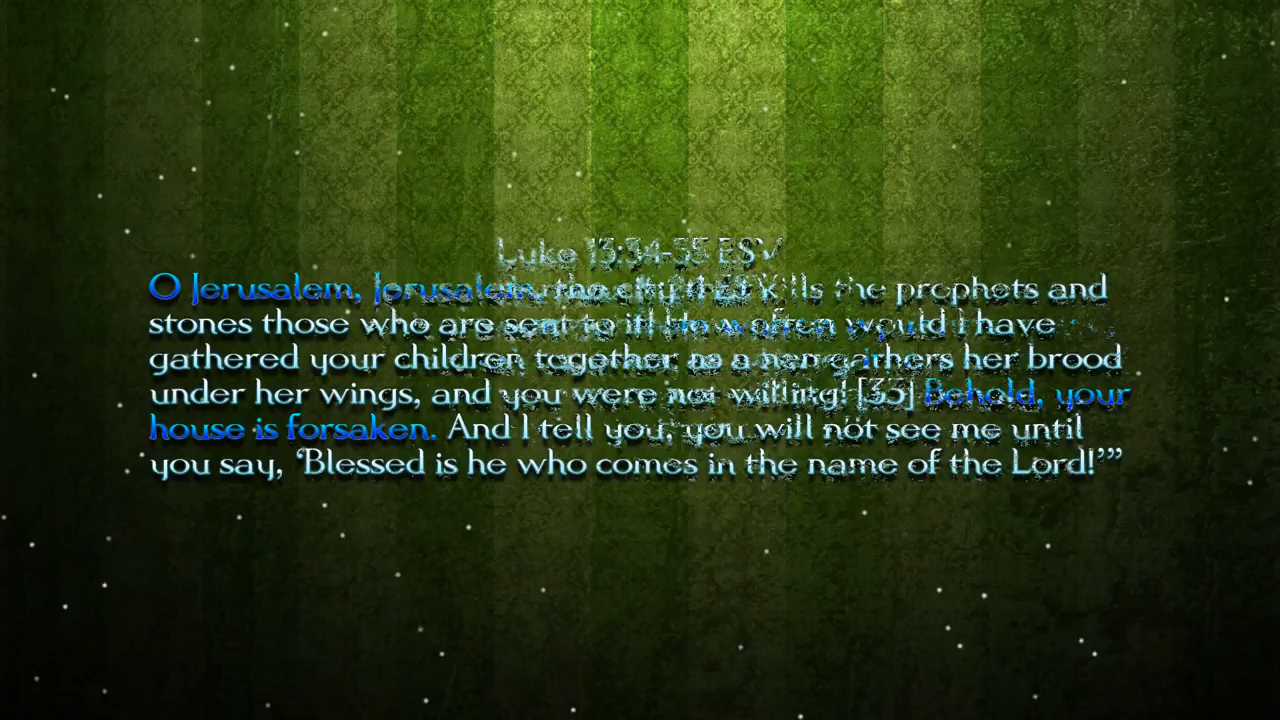 Luke 13:34-35 ESV
O Jerusalem, Jerusalem, the city that kills the prophets and
stones those who are sent to it! How often would I have
gathered your children together as a hen gathers her brood
under her wings, and you were not willing! [35] Behold, your
house is forsaken. And I tell you, you will not see me until
you say, ‘Blessed is he who comes in the name of the Lord!’”